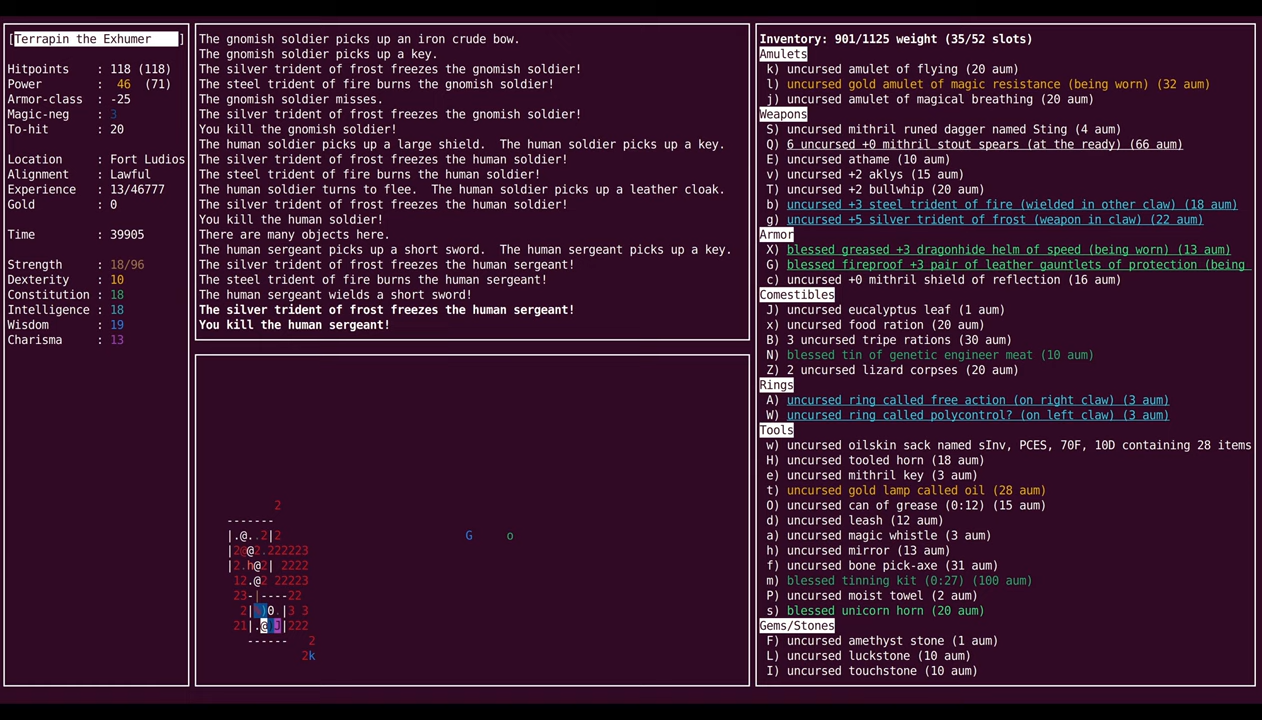 [Terrapin the Exhumer ]
Hitpoints : 118 (118)
Power : 46 (71)
Armor-class : -25
Magic-neg : 3
To-hit : 20
Location : Fort Ludios
Alignment : Lawful
Experience : 13/46777
Gold : 0
Time : 39905
Strength : 18/96
Dexterity : 10
Constitution : 18
Intelligence : 18
Wisdom : 19
Charisma : 13
The gnomish soldier picks up an iron crude bow.
The gnomish soldier picks up a key.
The silver trident of frost freezes the gnomish soldier!
The steel trident of fire burns the gnomish soldier!
The gnomish soldier misses.
The silver trident of frost freezes the gnomish soldier!
You kill the gnomish soldier!
The human soldier picks up a large shield. The human soldier picks up a key.
The silver trident of frost freezes the human soldier!
The steel trident of fire burns the human soldier!
The human soldier turns to flee. The human soldier picks up a leather cloak.
The silver trident of frost freezes the human soldier!
You kill the human soldier!
There are many objects here.
The human sergeant picks up a short sword. The human sergeant picks up a key.
The silver trident of frost freezes the human sergeant!
The steel trident of fire burns the human sergeant!
The human sergeant wields a short sword!
The silver trident of frost freezes the human sergeant!
You kill the human sergeant!
2
-------
|.@..2|2 G o
|2@@2.222223
|2.h@2| 2222
12.@2 22223
23-|----22
2| )0.|3 3
21|.@ ]|222
------ 2
2k
Inventory: 901/1125 weight (35/52 slots)
Amulets
k) uncursed amulet of flying (20 aum)
l) uncursed gold amulet of magic resistance (being worn) (32 aum)
j) uncursed amulet of magical breathing (20 aum)
Weapons
S) uncursed mithril runed dagger named Sting (4 aum)
Q) 6 uncursed +0 mithril stout spears (at the ready) (66 aum)
E) uncursed athame (10 aum)
v) uncursed +2 aklys (15 aum)
T) uncursed +2 bullwhip (20 aum)
b) uncursed +3 steel trident of fire (wielded in other claw) (18 aum)
g) uncursed +5 silver trident of frost (weapon in claw) (22 aum)
Armor
X) blessed greased +3 dragonhide helm of speed (being worn) (13 aum)
G) blessed fireproof +3 pair of leather gauntlets of protection (being
c) uncursed +0 mithril shield of reflection (16 aum)
Comestibles
J) uncursed eucalyptus leaf (1 aum)
x) uncursed food ration (20 aum)
B) 3 uncursed tripe rations (30 aum)
N) blessed tin of genetic engineer meat (10 aum)
Z) 2 uncursed lizard corpses (20 aum)
Rings
A) uncursed ring called free action (on right claw) (3 aum)
W) uncursed ring called polycontrol? (on left claw) (3 aum)
Tools
w) uncursed oilskin sack named sInv, PCES, 70F, 10D containing 28 items
H) uncursed tooled horn (18 aum)
e) uncursed mithril key (3 aum)
t) uncursed gold lamp called oil (28 aum)
O) uncursed can of grease (0:12) (15 aum)
d) uncursed leash (12 aum)
a) uncursed magic whistle (3 aum)
h) uncursed mirror (13 aum)
f) uncursed bone pick-axe (31 aum)
m) blessed tinning kit (0:27) (100 aum)
P) uncursed moist towel (2 aum)
s) blessed unicorn horn (20 aum)
Gems/Stones
F) uncursed amethyst stone (1 aum)
L) uncursed luckstone (10 aum)
I) uncursed touchstone (10 aum)